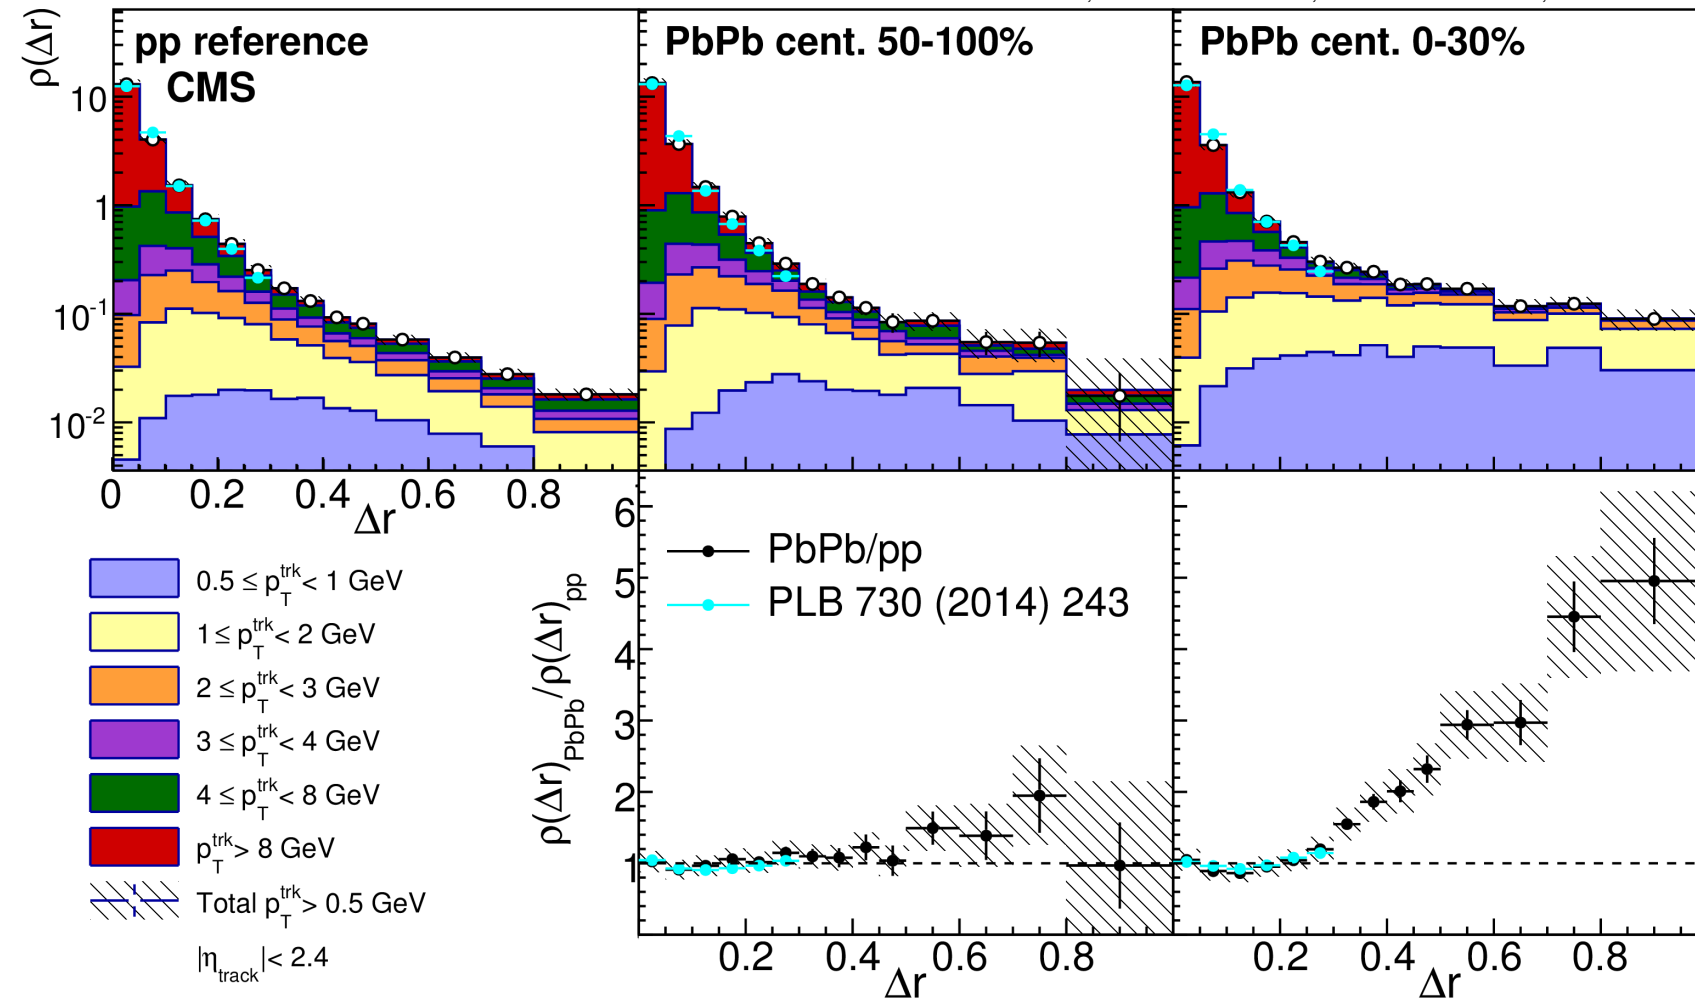 pp reference
CMS
PbPb cent. 50-100%
PbPb cent. 0-30%
ρ(Δr)
10
1
10⁻¹
10⁻²
0 0.2 0.4 0.6 0.8
Δr
0.5 ≤ p_T^trk < 1 GeV
1 ≤ p_T^trk < 2 GeV
2 ≤ p_T^trk < 3 GeV
3 ≤ p_T^trk < 4 GeV
4 ≤ p_T^trk < 8 GeV
p_T^trk > 8 GeV
Total p_T^trk > 0.5 GeV
|η_track| < 2.4
ρ(Δr)_PbPb/ρ(Δr)_pp
6
5
4
3
2
1
PbPb/pp
PLB 730 (2014) 243
0.2 0.4 0.6 0.8
Δr
0.2 0.4 0.6 0.8
Δr